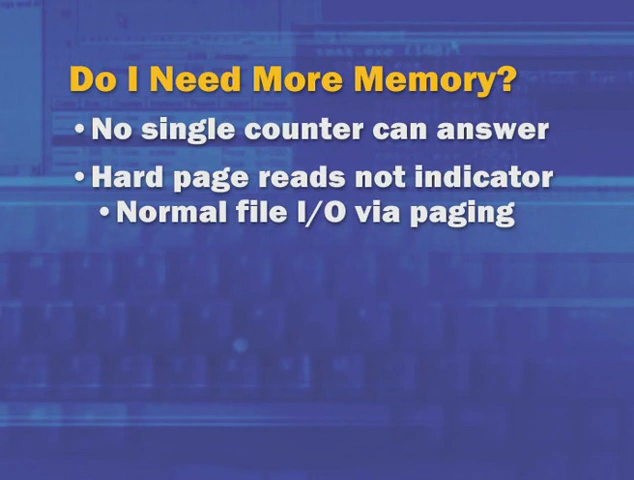 Do I Need More Memory?
•No single counter can answer
•Hard page reads not indicator
•Normal file I/O via paging